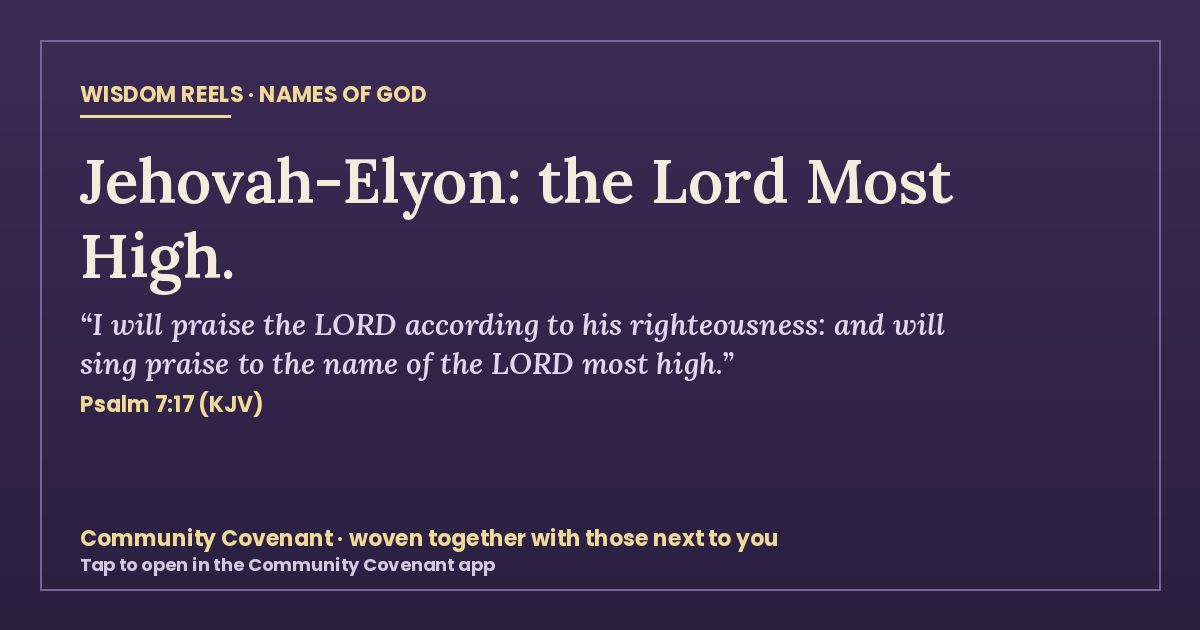 WISDOM REELS · NAMES OF GOD
Jehovah-Elyon: the Lord Most
High.
“I will praise the LORD according to his righteousness: and will
sing praise to the name of the LORD most high.”
Psalm 7:17 (KJV)
Community Covenant · woven together with those next to you
Tap to open in the Community Covenant app